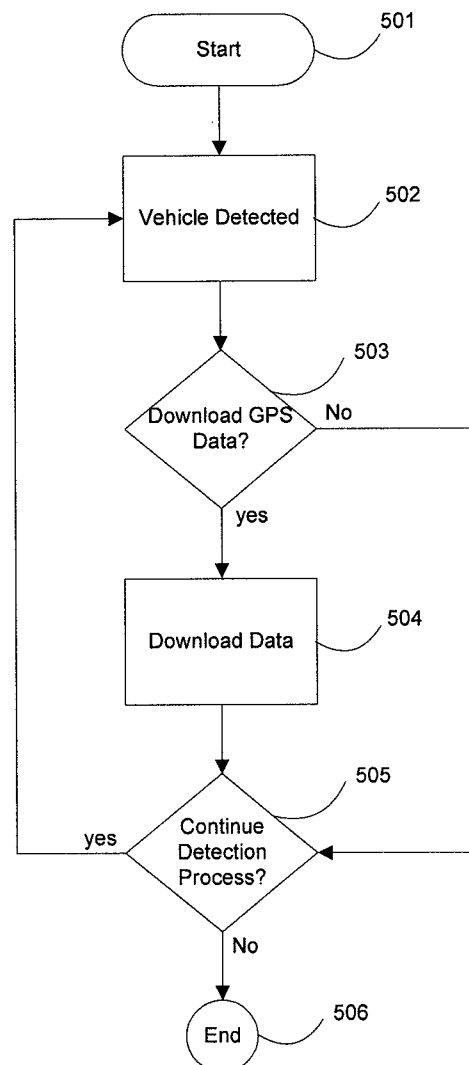 501
Start
502
Vehicle Detected
503
Download GPS
Data?
No
yes
504
Download Data
505
yes
Continue
Detection
Process?
No
506
End